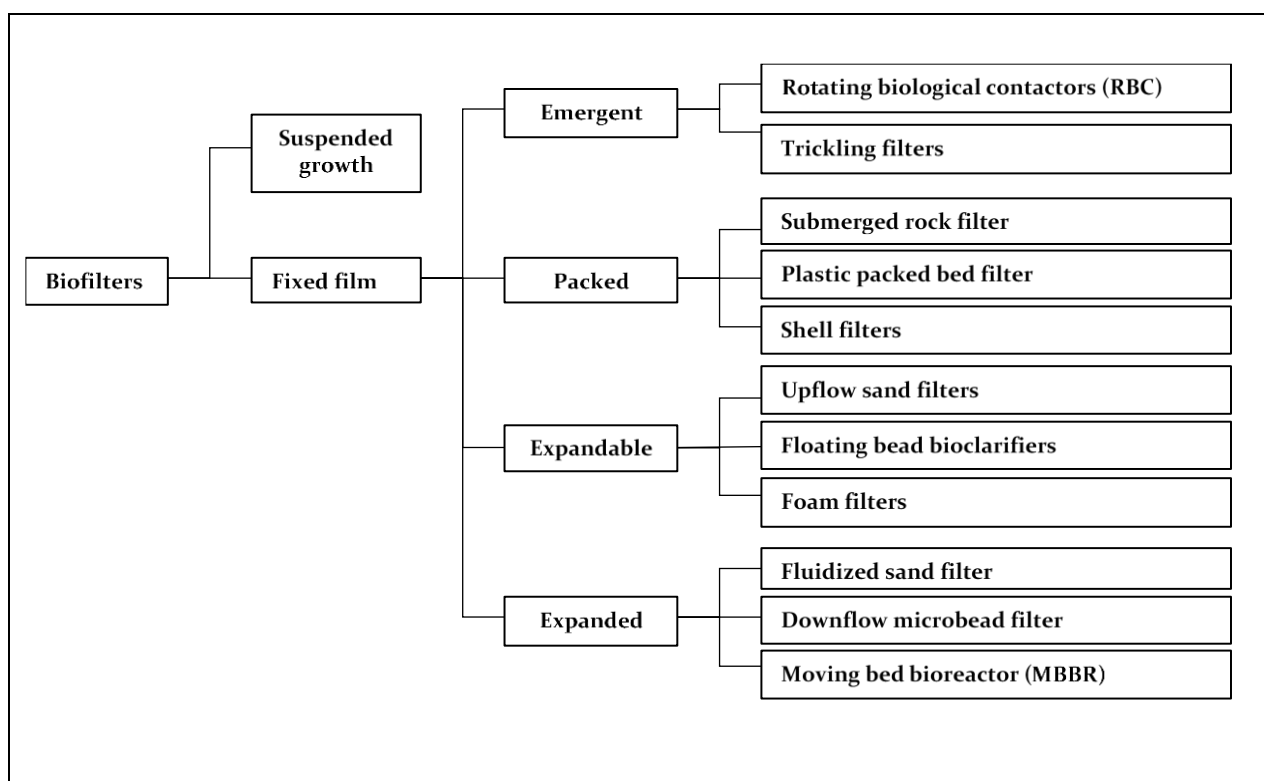 Biofilters
Suspended
growth
Fixed film
Emergent
Rotating biological contactors (RBC)
Trickling filters
Packed
Submerged rock filter
Plastic packed bed filter
Shell filters
Expandable
Upflow sand filters
Floating bead bioclarifiers
Foam filters
Expanded
Fluidized sand filter
Downflow microbead filter
Moving bed bioreactor (MBBR)